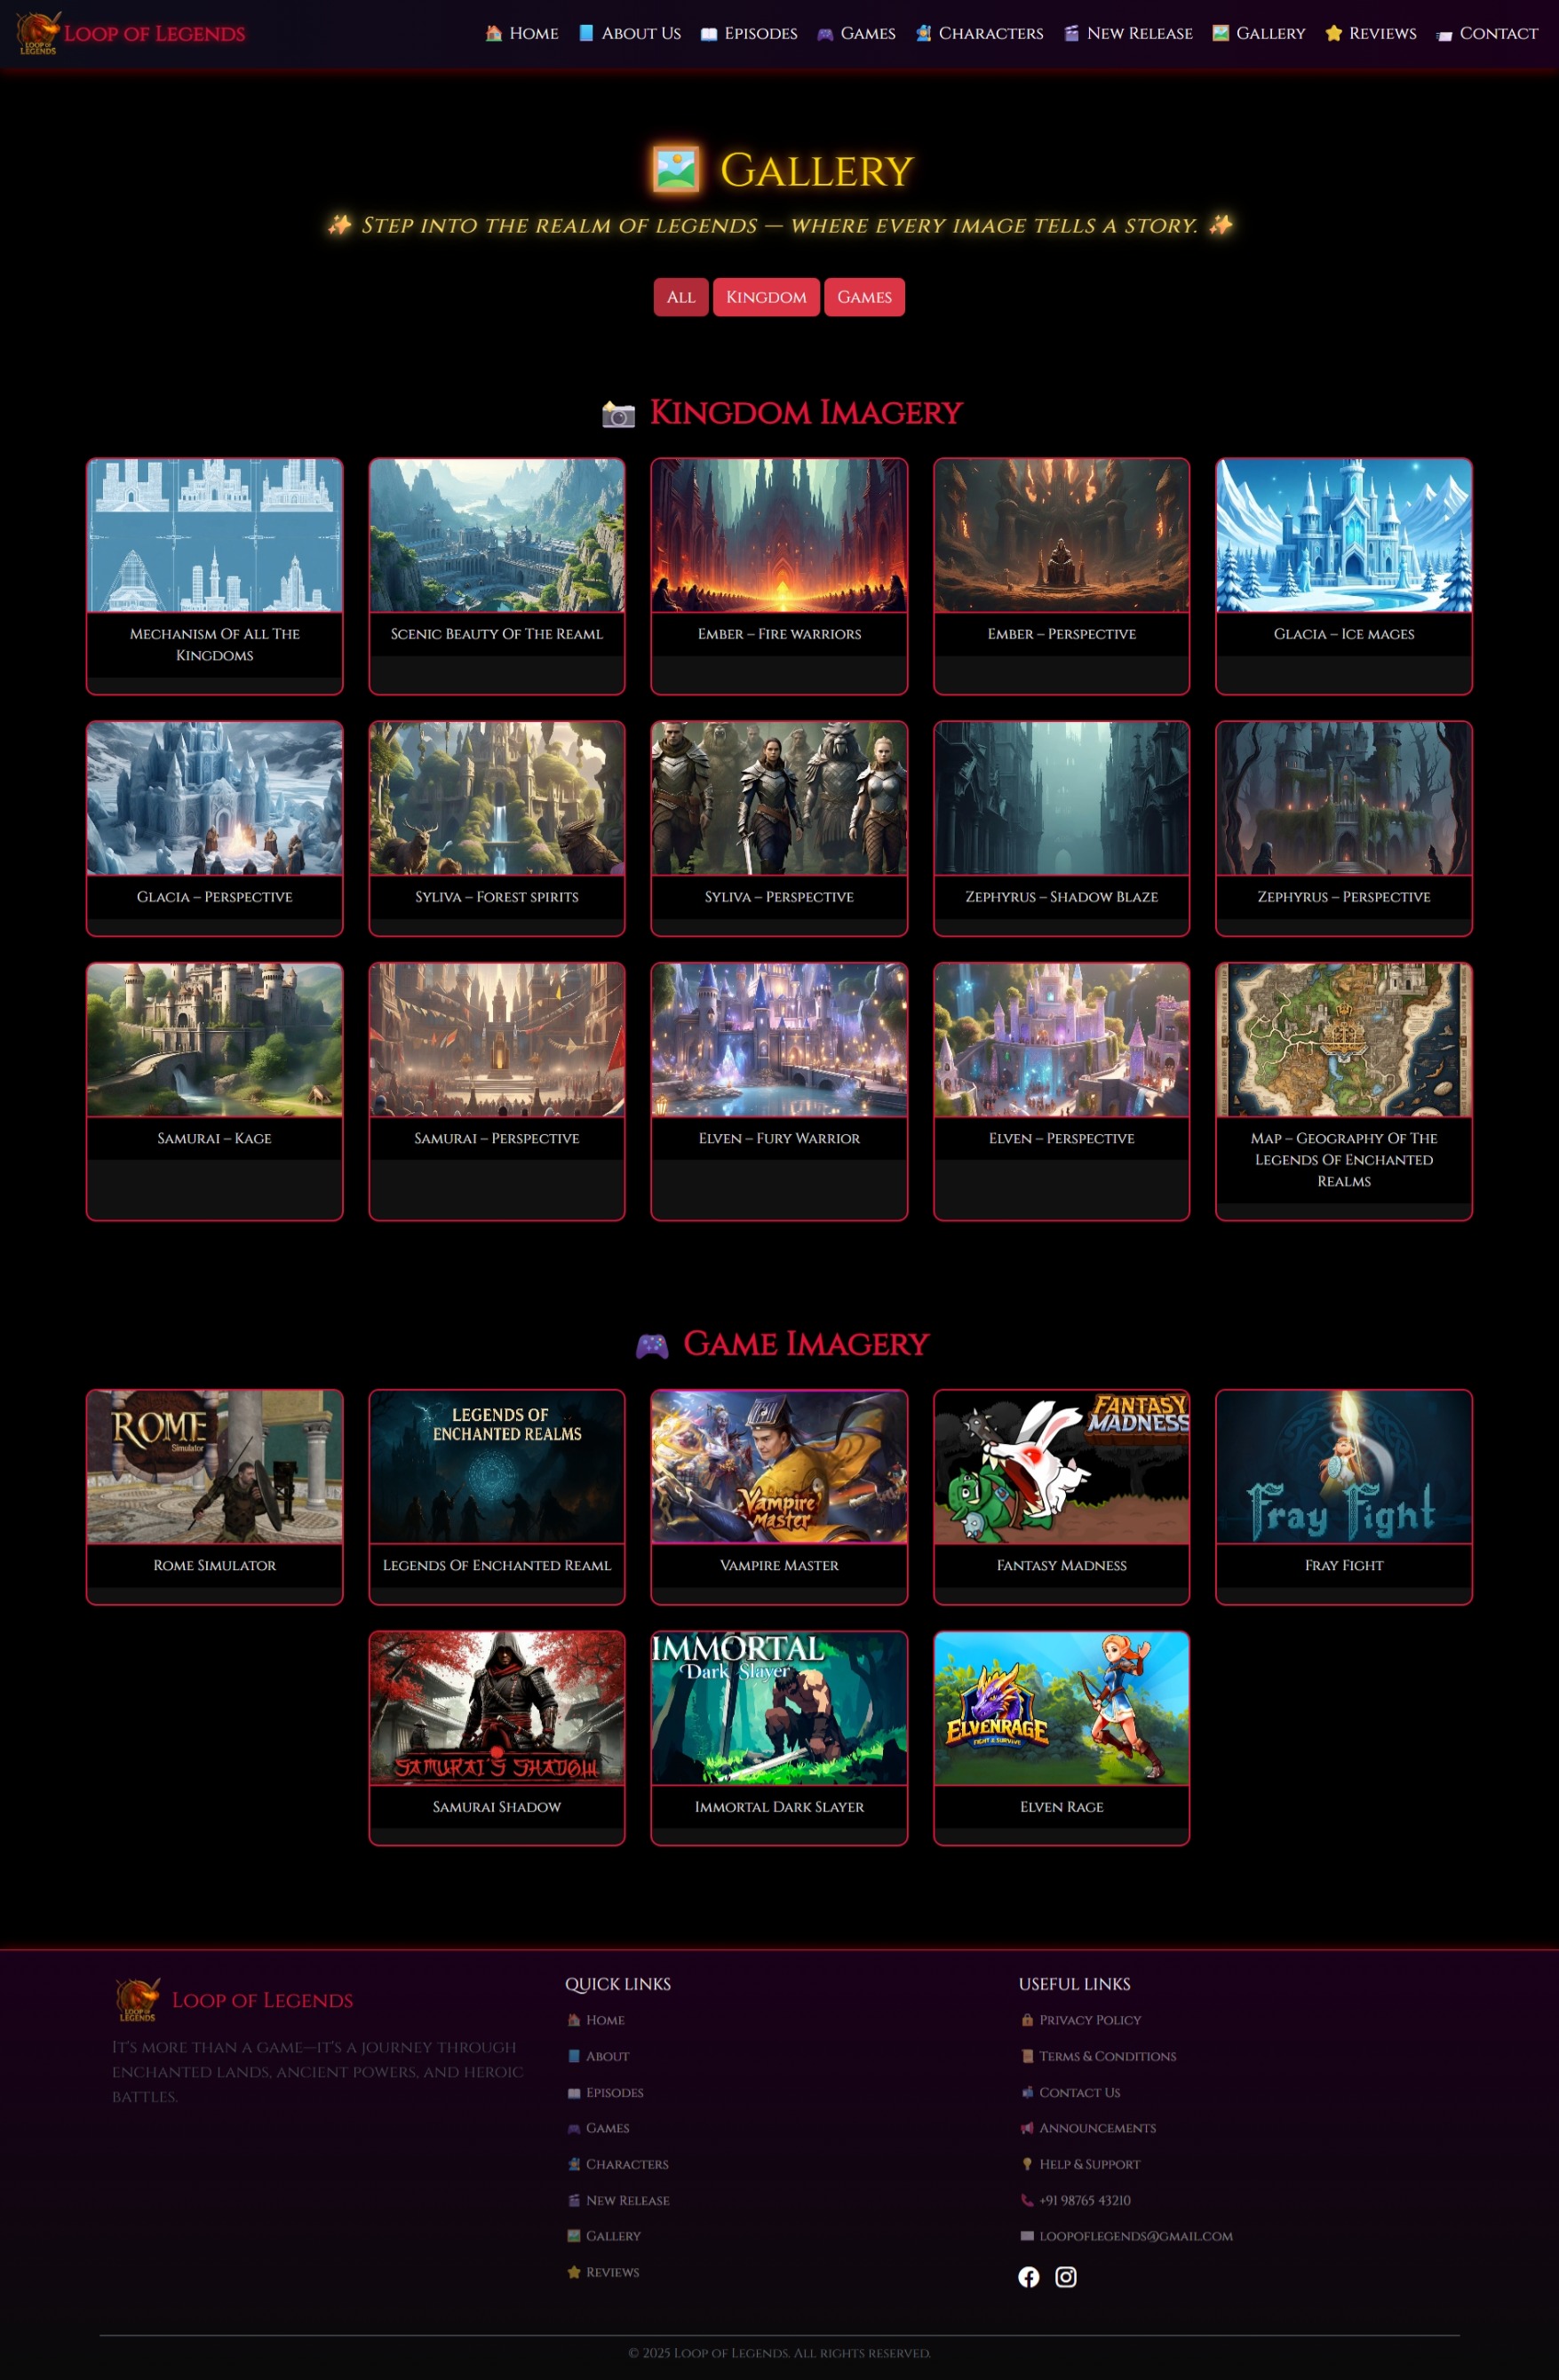 Loop of Legends
Home About Us Episodes Games Characters New Release Gallery Reviews Contact
Gallery
Step into the realm of legends — where every image tells a story.
All Kingdom Games
Kingdom Imagery
Mechanism Of All The
Kingdoms
Scenic Beauty Of The Reaml
Ember – Fire warriors
Ember – Perspective
Glacia – Ice mages
Glacia – Perspective
Syliva – Forest spirits
Syliva – Perspective
Zephyrus – Shadow Blaze
Zephyrus – Perspective
Samurai – Kage
Samurai – Perspective
Elven – Fury Warrior
Elven – Perspective
Map – Geography Of The
Legends Of Enchanted
Realms
Game Imagery
ROME
Simulator
Rome Simulator
LEGENDS OF
ENCHANTED REALMS
Legends Of Enchanted Reaml
Vampire
Master
Vampire Master
FANTASY
MADNESS
Fantasy Madness
Fray Fight
Fray Fight
SAMURAI'S SHADOW
Samurai Shadow
IMMORTAL
Dark Slayer
Immortal Dark Slayer
ELVENRAGE
FIGHT & SURVIVE
Elven Rage
LOOP OF
LEGENDS
Loop of Legends
It's more than a game—it's a journey through
enchanted lands, ancient powers, and heroic
battles.
QUICK LINKS
Home
About
Episodes
Games
Characters
New Release
Gallery
Reviews
USEFUL LINKS
Privacy Policy
Terms & Conditions
Contact Us
Announcements
Help & Support
+91 98765 43210
loopoflegends@gmail.com
© 2025 Loop of Legends. All rights reserved.